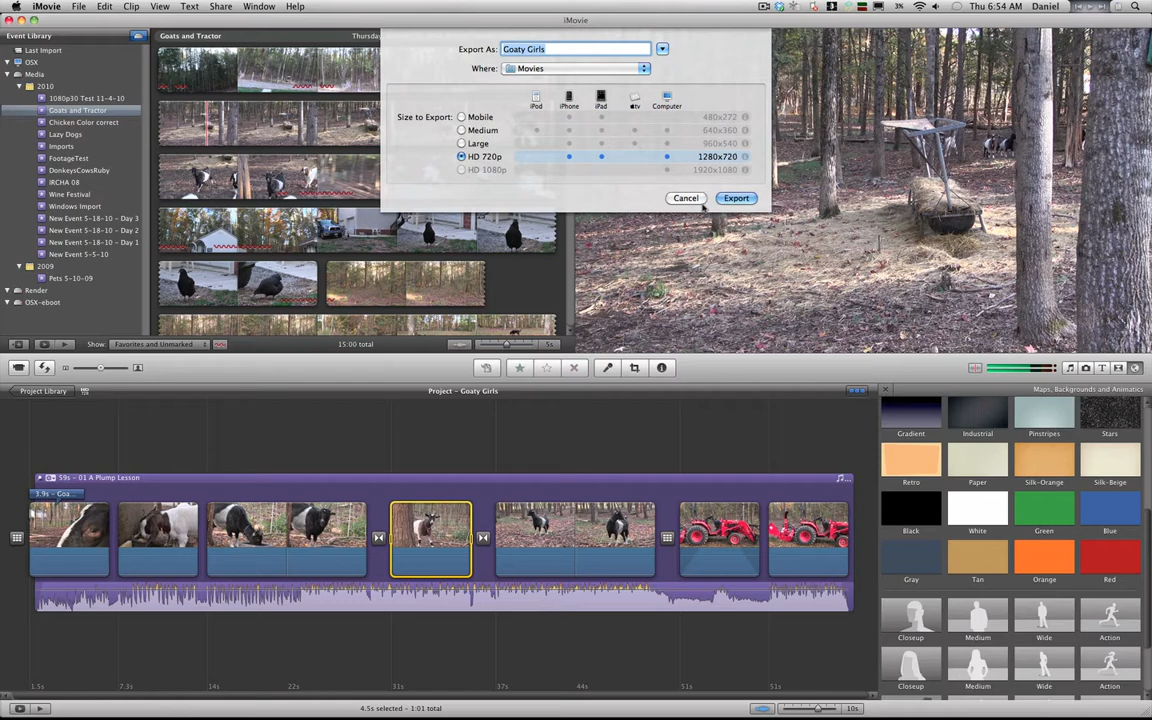 iMovie File Edit Clip View Text Share Window Help 3% Thu 6:54 AM Daniel
iMovie
Event Library
Last Import
OSX
Media
2010
1080p30 Test 11-4-10
Goats and Tractor
Chicken Color correct
Lazy Dogs
Imports
FootageTest
DonkeysCowsRuby
IRCHA 08
Wine Festival
Windows Import
New Event 5-18-10 - Day 3
New Event 5-18-10 - Day 2
New Event 5-18-10 - Day 1
New Event 5-5-10
2009
Pets 5-10-09
Render
OSX-eboot
Goats and Tractor Thursday
Export As: Goaty Girls
Where: Movies
iPod iPhone iPad tv Computer
Size to Export: Mobile 480x272
Medium 640x360
Large 960x540
HD 720p 1280x720
HD 1080p 1920x1080
Cancel Export
Show: Favorites and Unmarked 15:00 total 5s
Project Library Project - Goaty Girls
Maps, Backgrounds and Animatics
Gradient Industrial Pinstripes Stars
Retro Paper Silk-Orange Silk-Beige
Black White Green Blue
Gray Tan Orange Red
Closeup Medium Wide Action
Closeup Medium Wide Action
59s - 01 A Plump Lesson
3.9s - Goa...
1.5s 7.3s 14s 22s 31s 37s 44s 51s 51s
4.5s selected - 1:01 total 10s